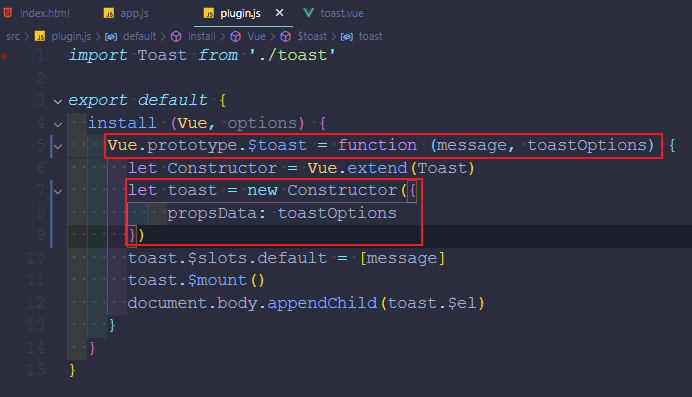 index.html app.js plugin.js × toast.vue
src > plugin.js > default > install > Vue > $toast > toast
1 import Toast from './toast'
2
3 export default {
4 install (Vue, options) {
5 Vue.prototype.$toast = function (message, toastOptions) {
6 let Constructor = Vue.extend(Toast)
7 let toast = new Constructor({
8 propsData: toastOptions
9 })
10 toast.$slots.default = [message]
11 toast.$mount()
12 document.body.appendChild(toast.$el)
13 }
14 }
15 }